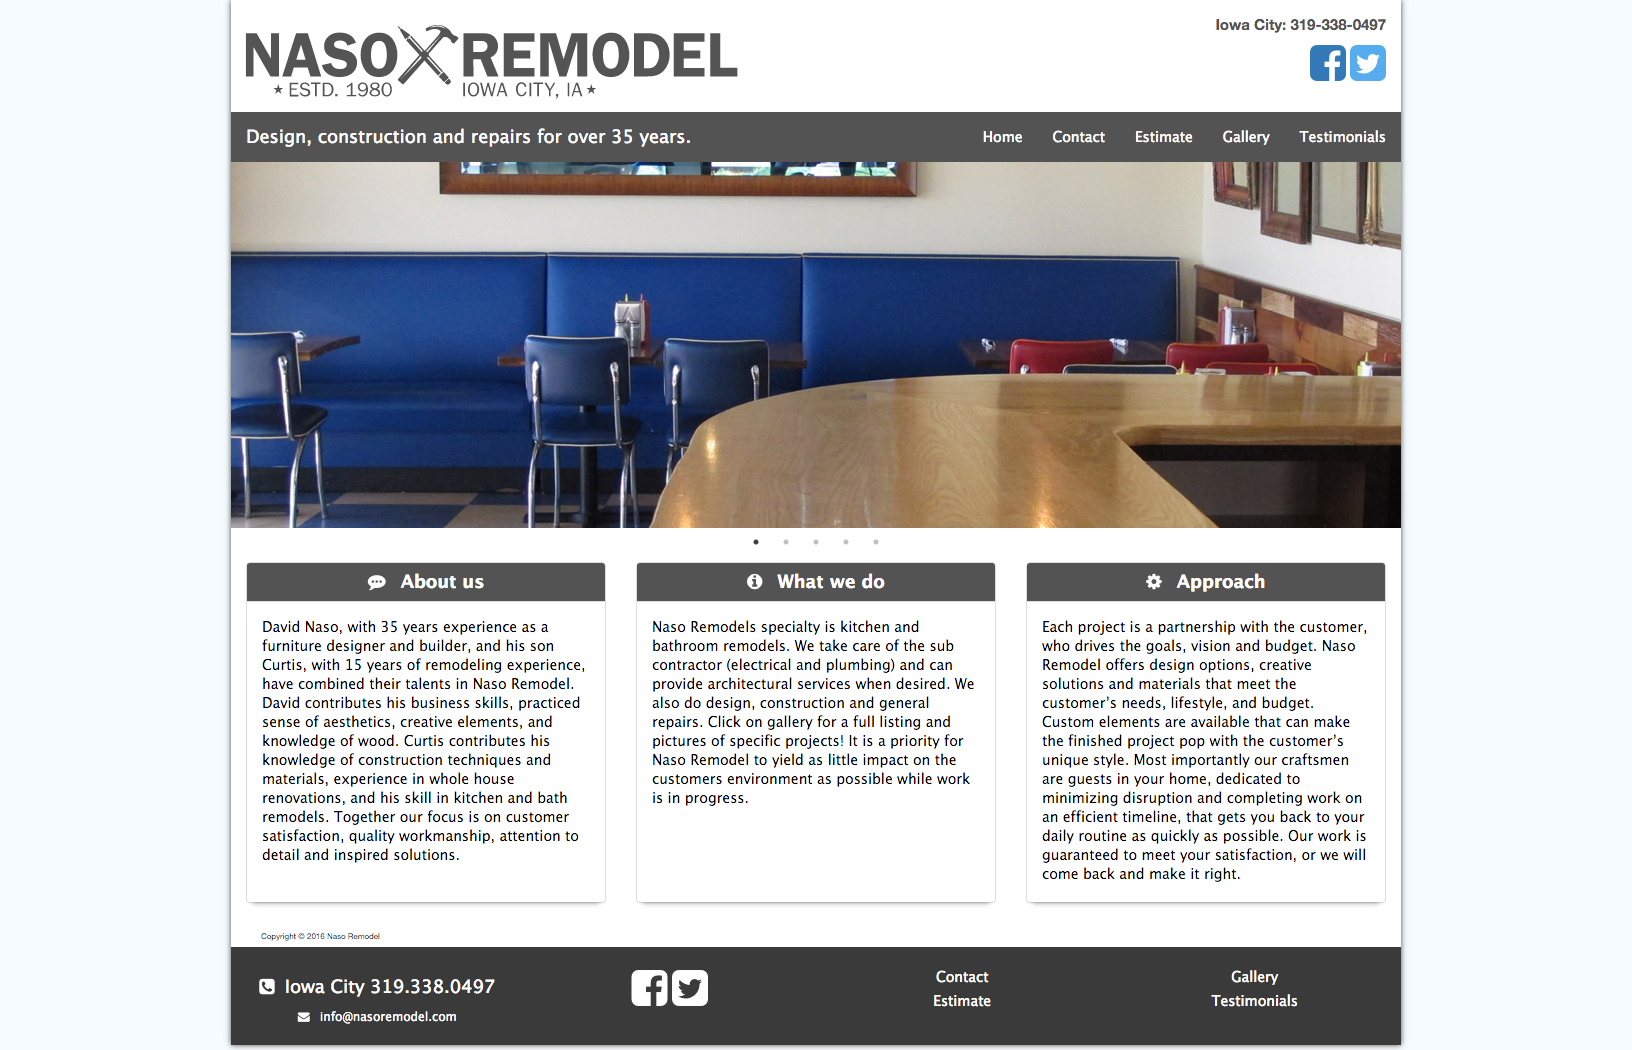 NASO REMODEL
★ ESTD. 1980 IOWA CITY, IA ★
Iowa City: 319-338-0497
Design, construction and repairs for over 35 years.
Home Contact Estimate Gallery Testimonials
About us
David Naso, with 35 years experience as a
furniture designer and builder, and his son
Curtis, with 15 years of remodeling experience,
have combined their talents in Naso Remodel.
David contributes his business skills, practiced
sense of aesthetics, creative elements, and
knowledge of wood. Curtis contributes his
knowledge of construction techniques and
materials, experience in whole house
renovations, and his skill in kitchen and bath
remodels. Together our focus is on customer
satisfaction, quality workmanship, attention to
detail and inspired solutions.
What we do
Naso Remodels specialty is kitchen and
bathroom remodels. We take care of the sub
contractor (electrical and plumbing) and can
provide architectural services when desired. We
also do design, construction and general
repairs. Click on gallery for a full listing and
pictures of specific projects! It is a priority for
Naso Remodel to yield as little impact on the
customers environment as possible while work
is in progress.
Approach
Each project is a partnership with the customer,
who drives the goals, vision and budget. Naso
Remodel offers design options, creative
solutions and materials that meet the
customer’s needs, lifestyle, and budget.
Custom elements are available that can make
the finished project pop with the customer’s
unique style. Most importantly our craftsmen
are guests in your home, dedicated to
minimizing disruption and completing work on
an efficient timeline, that gets you back to your
daily routine as quickly as possible. Our work is
guaranteed to meet your satisfaction, or we will
come back and make it right.
Copyright © 2016 Naso Remodel
Iowa City 319.338.0497
info@nasoremodel.com
Contact
Estimate
Gallery
Testimonials